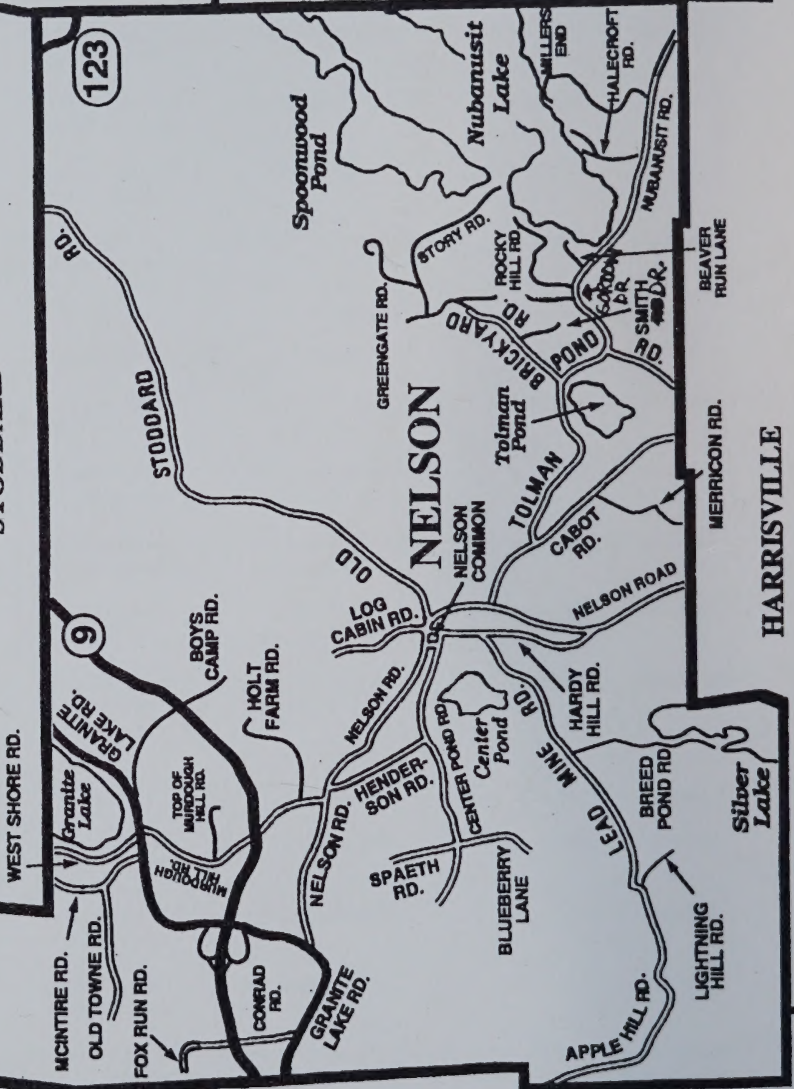 WEST SHORE RD.
123
MCINTIRE RD.
OLD TOWNE RD.
FOX RUN RD.
Granite
Lake
GRANITE
LAKE RD.
9
BOYS
CAMP RD.
TOP OF
MURDOUGH
HILL RD.
MURDOUGH
HILL RD.
HOLT
FARM RD.
CONRAD
RD.
GRANITE
LAKE RD.
NELSON RD.
NELSON RD.
HENDER-
SON RD.
OLD STODDARD RD.
LOG
CABIN RD.
NELSON
NELSON
COMMON
Spoonwood
Pond
Nubanusit
Lake
MILLERS
END
HALECROFT
RD.
NUBANUSIT RD.
GREENGATE RD.
STORY RD.
ROCKY
HILL RD
BRICKYARD RD.
GORDON
DR.
SMITH
DR.
BEAVER
RUN LANE
TOLMAN POND RD.
Tolman
Pond
CABOT
RD.
MERRICON RD.
NELSON ROAD
HARDY
HILL RD.
CENTER POND RD
Center
Pond
SPAETH
RD.
BLUEBERRY
LANE
LEAD MINE RD
BREED
POND RD
Silver
Lake
LIGHTNING
HILL RD.
APPLE HILL RD.
HARRISVILLE